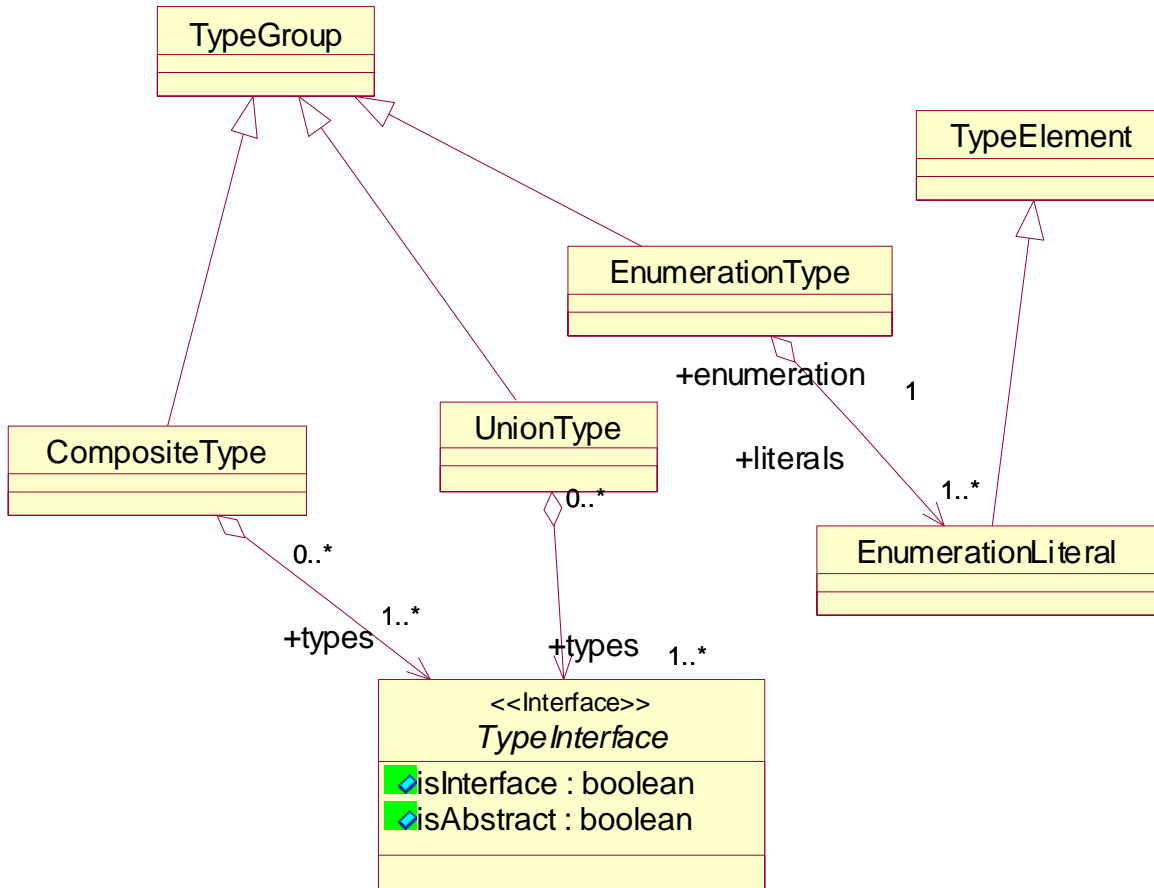 TypeGroup
TypeElement
EnumerationType
+enumeration
1
UnionType
CompositeType
+literals
1..*
0..*
EnumerationLiteral
0..*
1..*
+types
+types
1..*
<<Interface>>
TypeInterface
isInterface : boolean
isAbstract : boolean